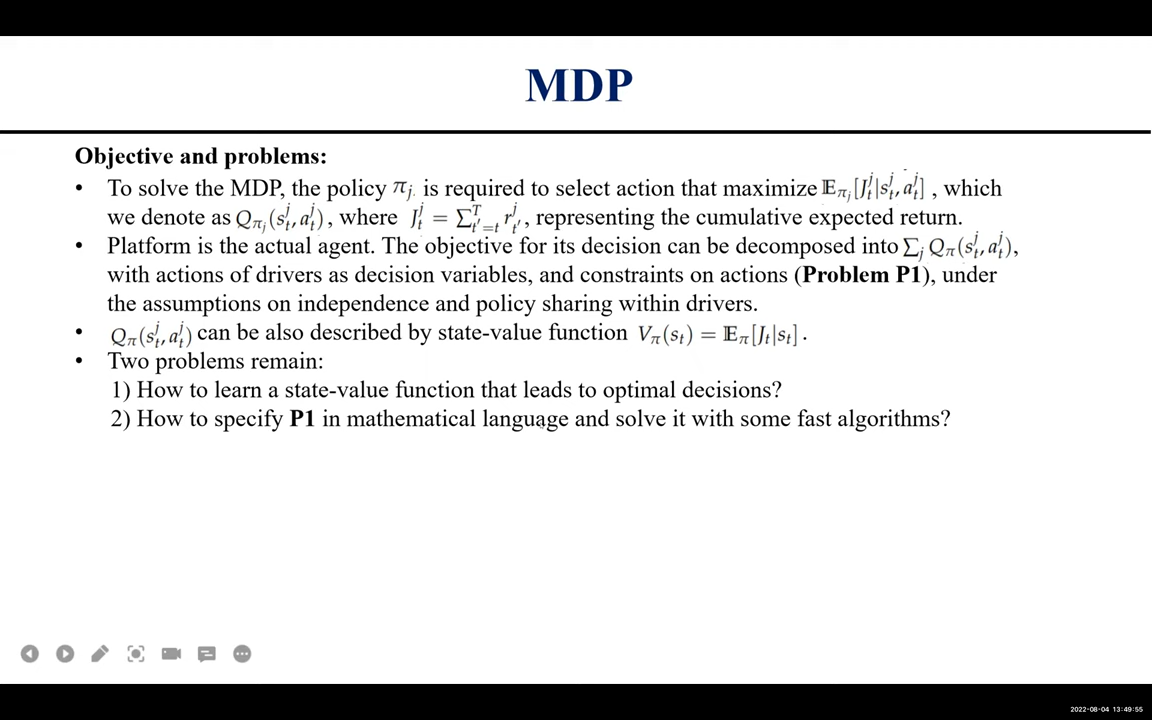 MDP
Objective and problems:
• To solve the MDP, the policy π_j is required to select action that maximize 𝔼_{π_j}[J_t^j|s_t^j, a_t^j] , which
we denote as Q_{π_j}(s_t^j, a_t^j), where J_t^j = ∑_{t'=t}^T r_{t'}^j, representing the cumulative expected return.
• Platform is the actual agent. The objective for its decision can be decomposed into ∑_j Q_π(s_t^j, a_t^j),
with actions of drivers as decision variables, and constraints on actions (Problem P1), under
the assumptions on independence and policy sharing within drivers.
• Q_π(s_t^j, a_t^j) can be also described by state-value function V_π(s_t) = 𝔼_π[J_t|s_t] .
• Two problems remain:
1) How to learn a state-value function that leads to optimal decisions?
2) How to specify P1 in mathematical language and solve it with some fast algorithms?
2022-08-04 13:49:55